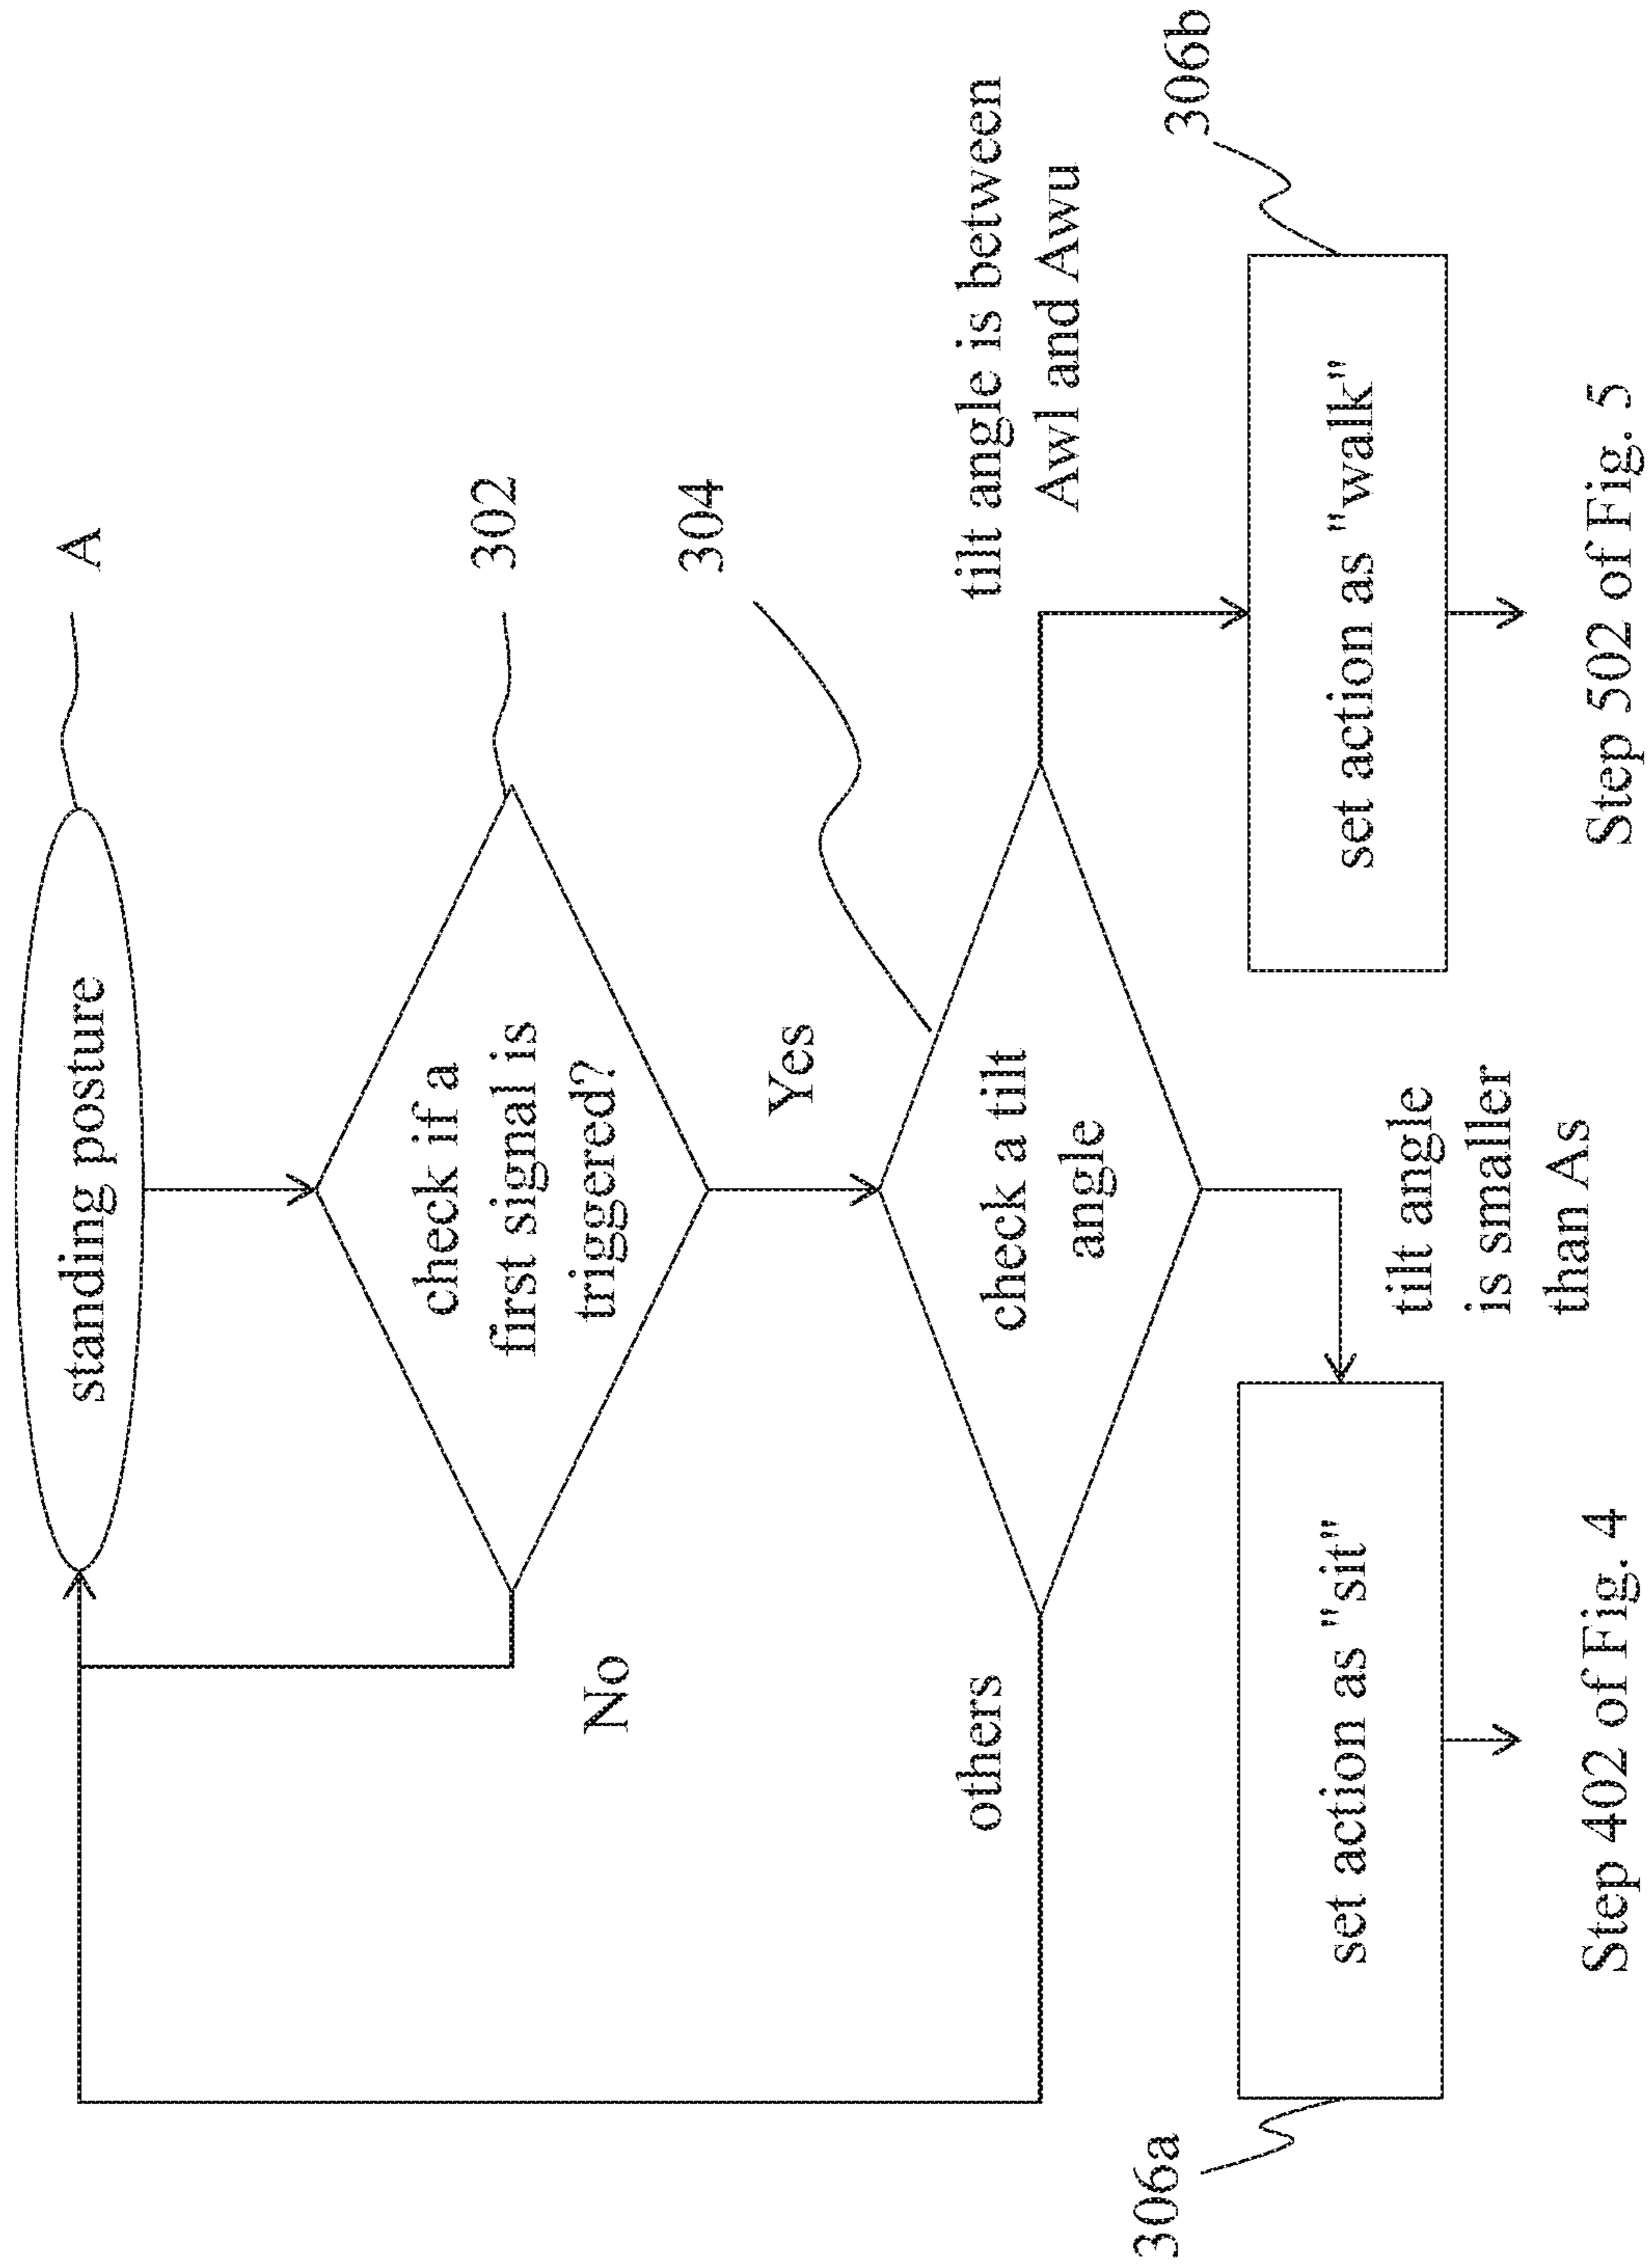 standing posture
A
check if a
first signal is
triggered?
302
No
Yes
304
check a tilt
angle
others
tilt angle is between
Awl and Awu
tilt angle
is smaller
than As
306a
set action as "sit"
306b
set action as "walk"
Step 402 of Fig. 4
Step 502 of Fig. 5